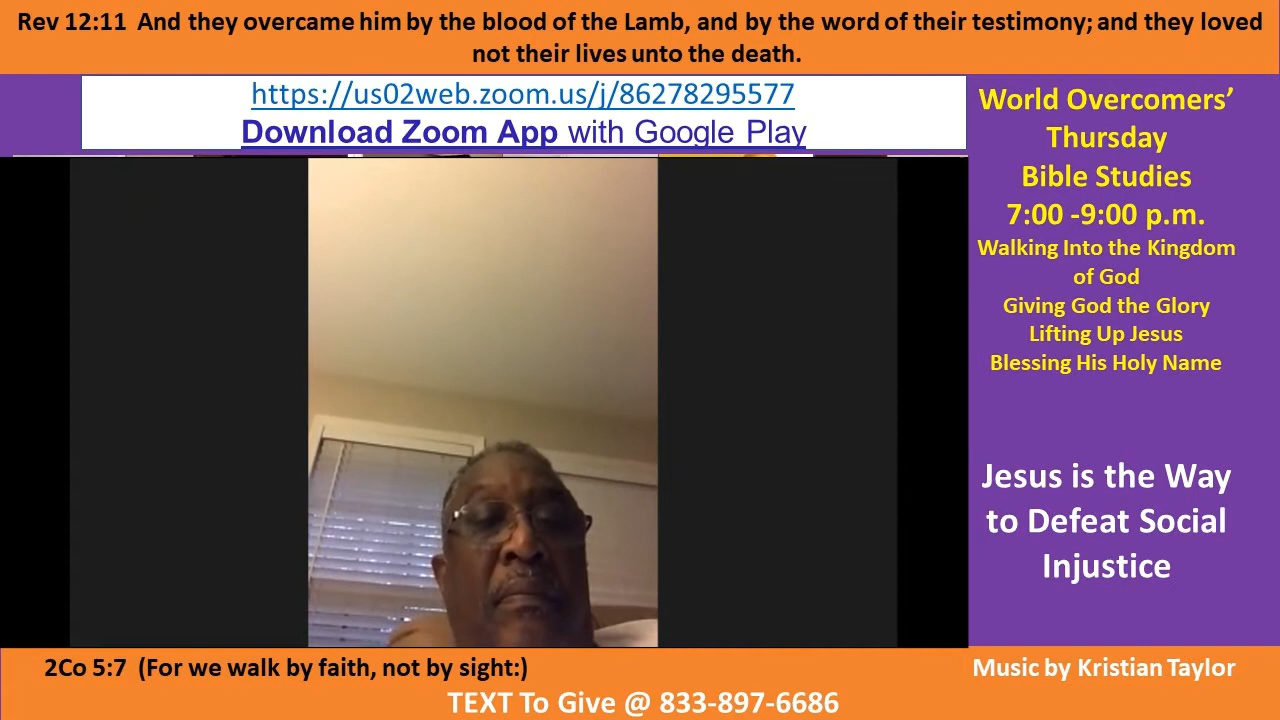 Rev 12:11  And they overcame him by the blood of the Lamb, and by the word of their testimony; and they loved
not their lives unto the death.
https://us02web.zoom.us/j/86278295577
Download Zoom App with Google Play
World Overcomers’
Thursday
Bible Studies
7:00 -9:00 p.m.
Walking Into the Kingdom
of God
Giving God the Glory
Lifting Up Jesus
Blessing His Holy Name
Jesus is the Way
to Defeat Social
Injustice
2Co 5:7  (For we walk by faith, not by sight:)
Music by Kristian Taylor
TEXT To Give @ 833-897-6686